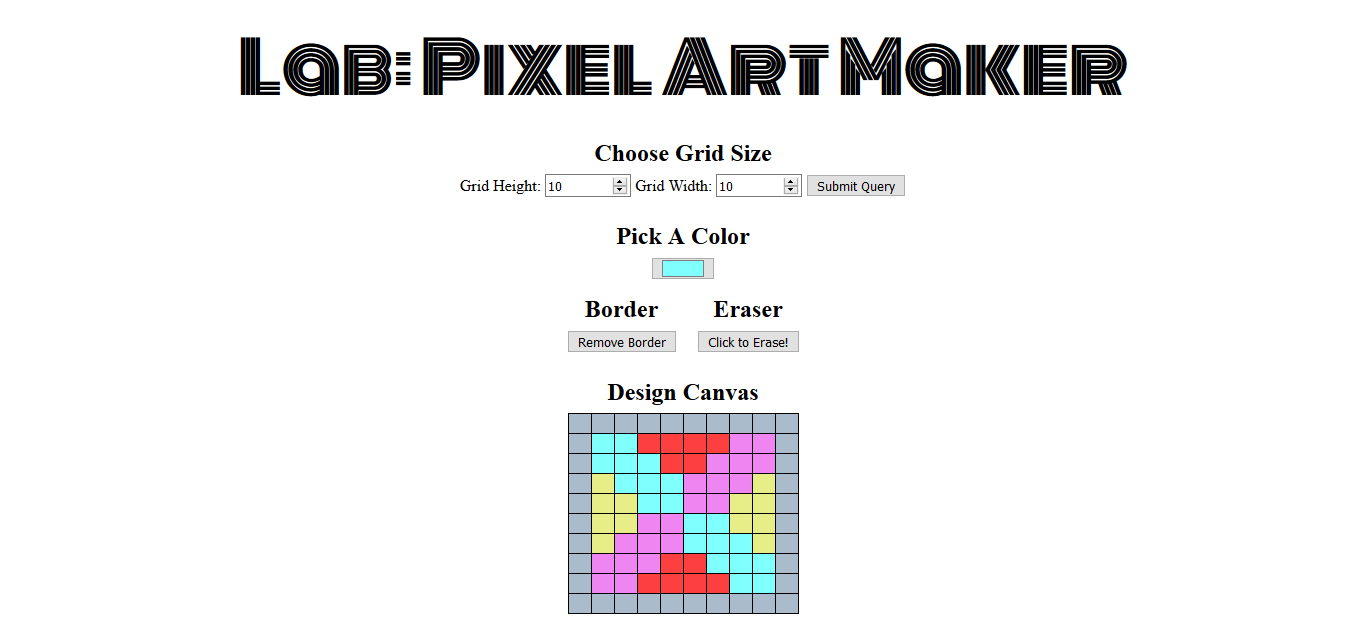 Lab: Pixel Art Maker
Choose Grid Size
Grid Height: 10 Grid Width: 10 Submit Query
Pick A Color
Border Eraser
Remove Border Click to Erase!
Design Canvas